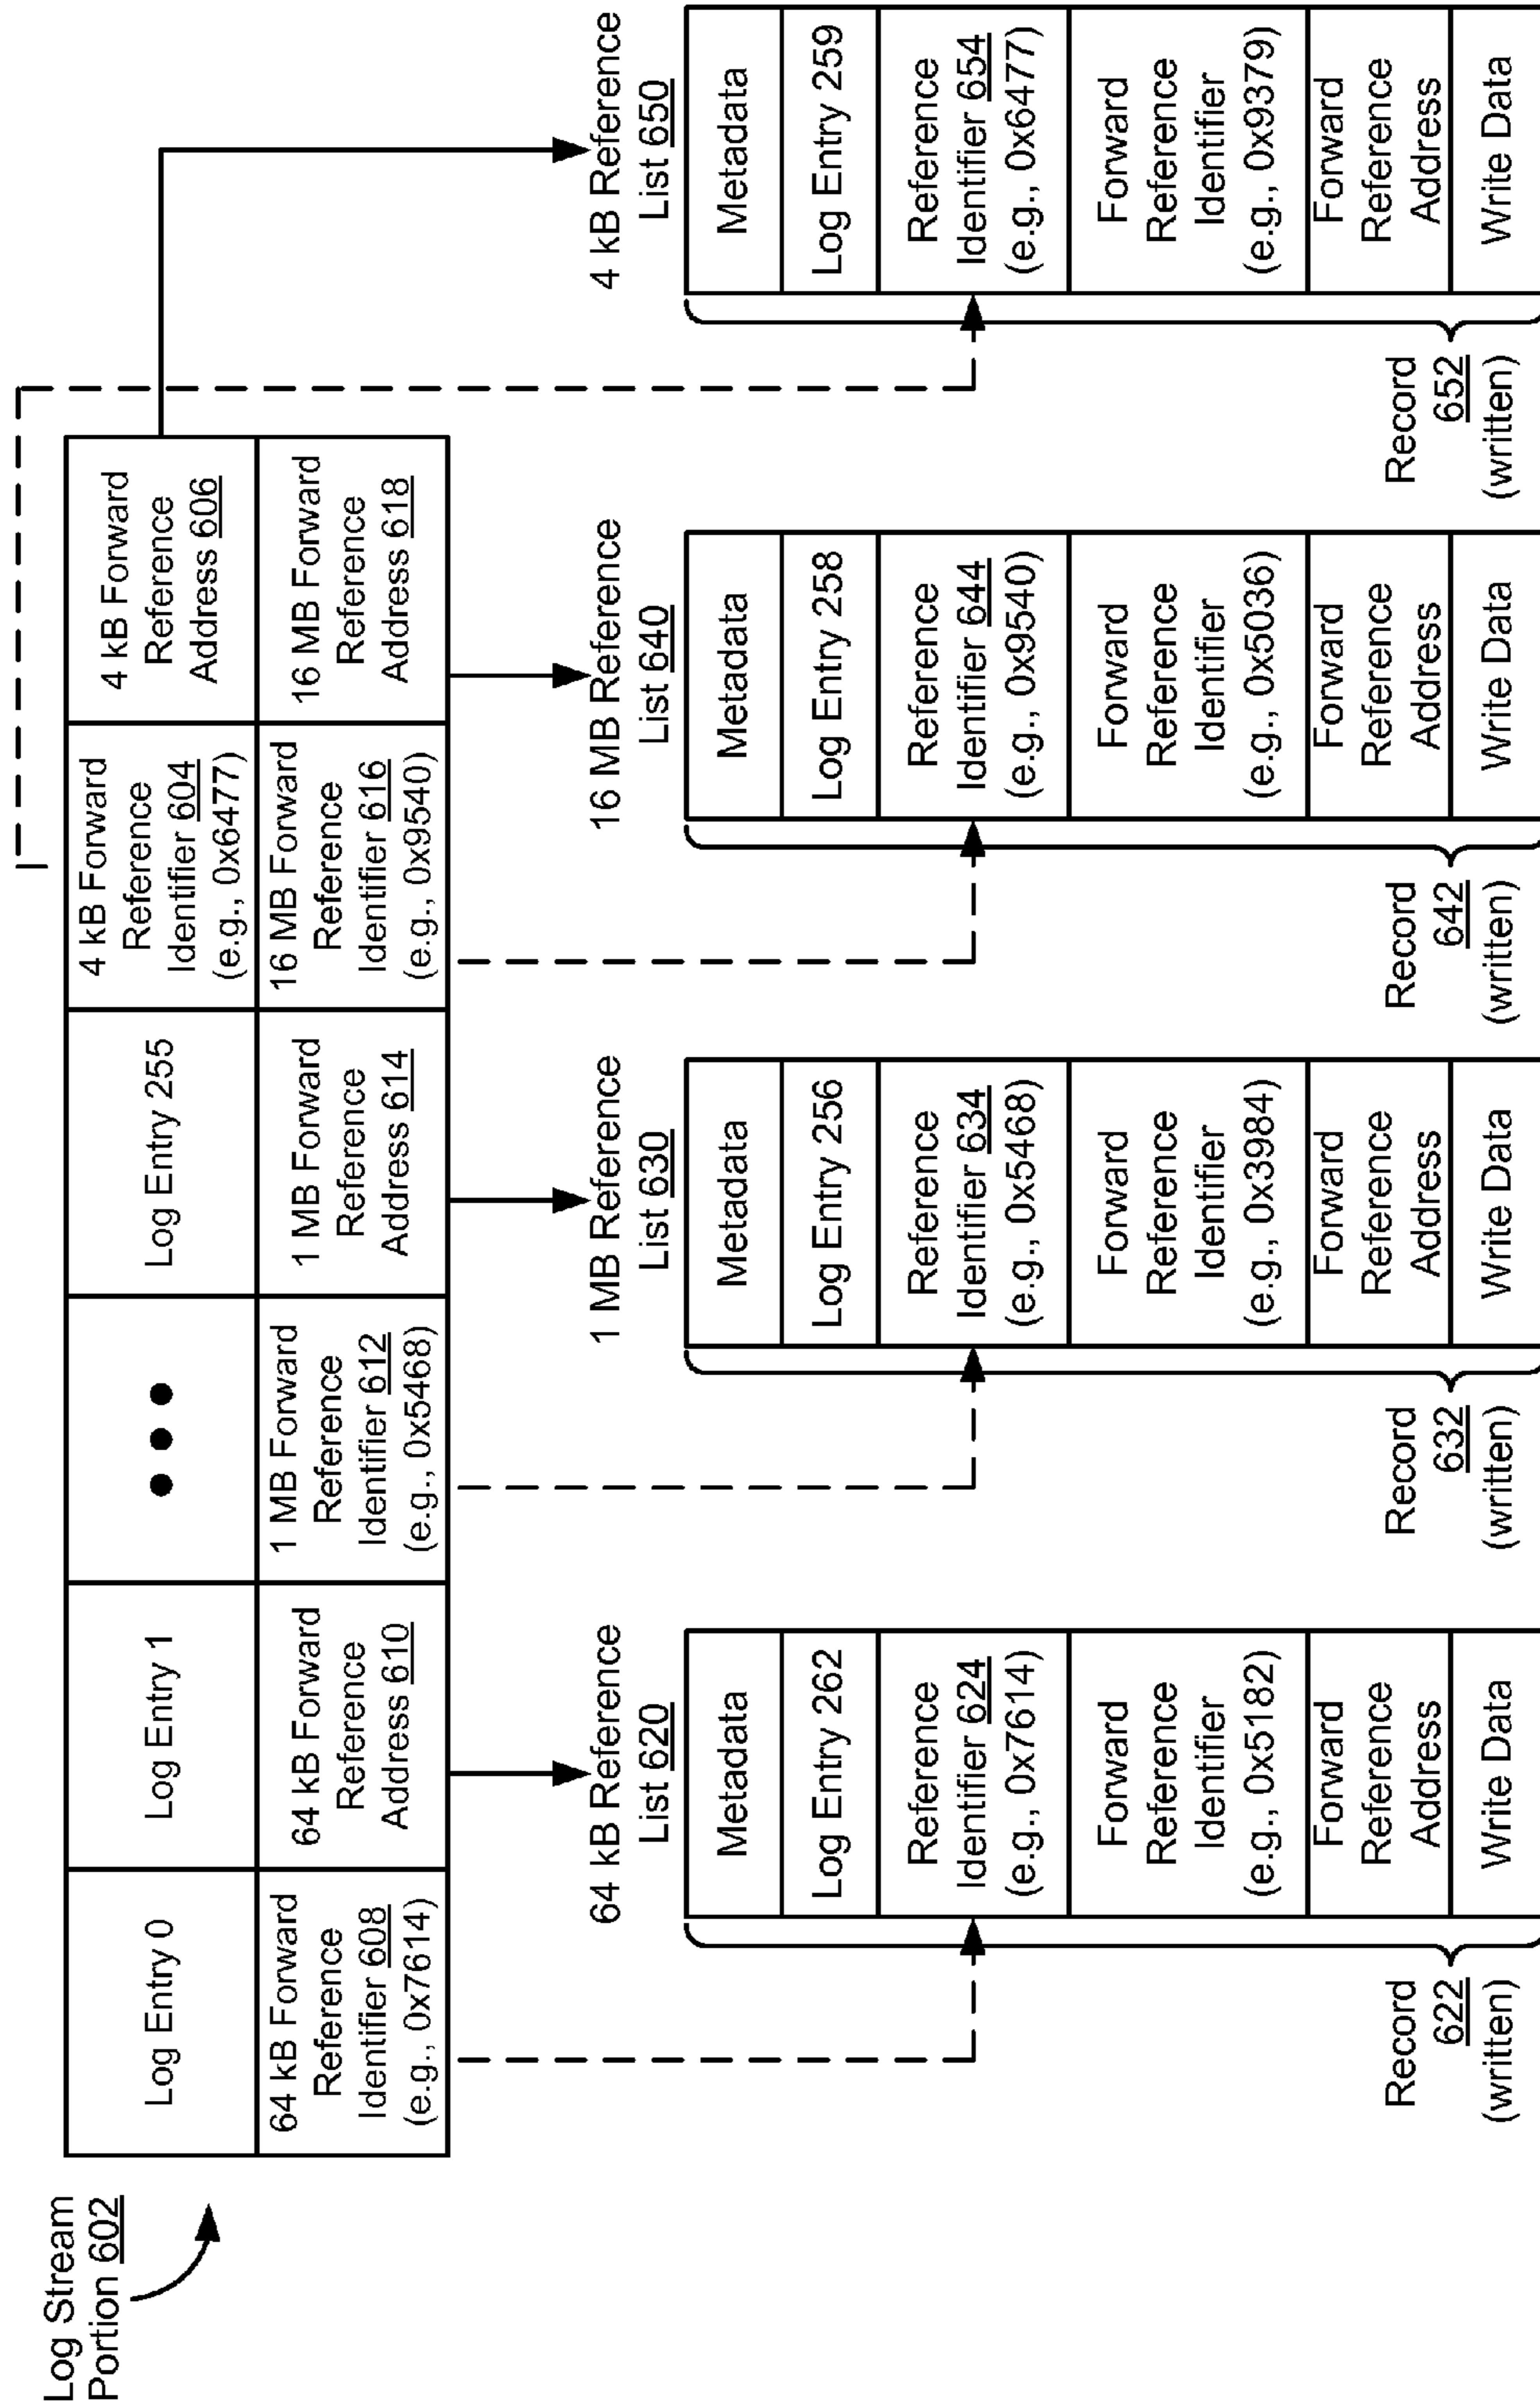 Log Stream
Portion 602
Log Entry 0
Log Entry 1
Log Entry 255
4 kB Forward
Reference
Identifier 604
(e.g., 0x6477)
4 kB Forward
Reference
Address 606
64 kB Forward
Reference
Identifier 608
(e.g., 0x7614)
64 kB Forward
Reference
Address 610
1 MB Forward
Reference
Identifier 612
(e.g., 0x5468)
1 MB Forward
Reference
Address 614
16 MB Forward
Reference
Identifier 616
(e.g., 0x9540)
16 MB Forward
Reference
Address 618
64 kB Reference
List 620
Metadata
Log Entry 262
Reference
Identifier 624
(e.g., 0x7614)
Forward
Reference
Identifier
(e.g., 0x5182)
Forward
Reference
Address
Write Data
Record
622
(written)
1 MB Reference
List 630
Metadata
Log Entry 256
Reference
Identifier 634
(e.g., 0x5468)
Forward
Reference
Identifier
(e.g., 0x3984)
Forward
Reference
Address
Write Data
Record
632
(written)
16 MB Reference
List 640
Metadata
Log Entry 258
Reference
Identifier 644
(e.g., 0x9540)
Forward
Reference
Identifier
(e.g., 0x5036)
Forward
Reference
Address
Write Data
Record
642
(written)
4 kB Reference
List 650
Metadata
Log Entry 259
Reference
Identifier 654
(e.g., 0x6477)
Forward
Reference
Identifier
(e.g., 0x9379)
Forward
Reference
Address
Write Data
Record
652
(written)